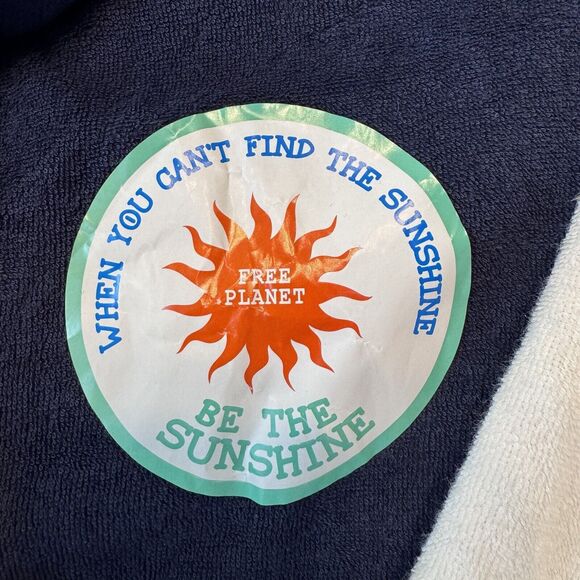 WHEN YOU CAN'T FIND THE SUNSHINE
FREE
PLANET
BE THE
SUNSHINE